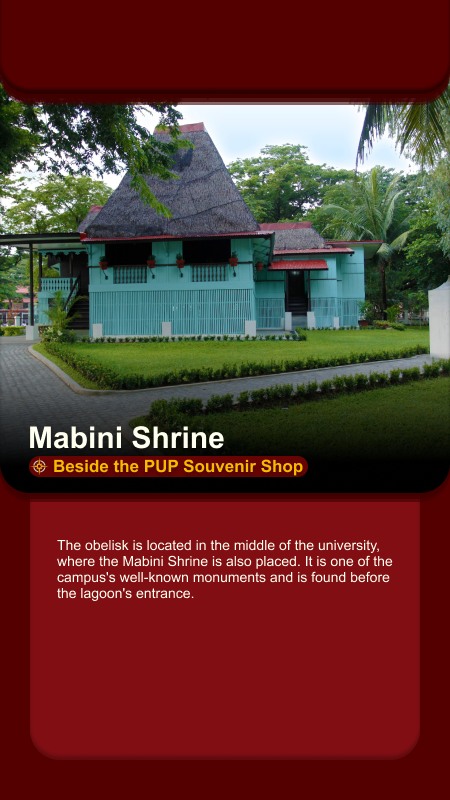 Mabini Shrine
Beside the PUP Souvenir Shop
The obelisk is located in the middle of the university,
where the Mabini Shrine is also placed. It is one of the
campus's well-known monuments and is found before
the lagoon's entrance.